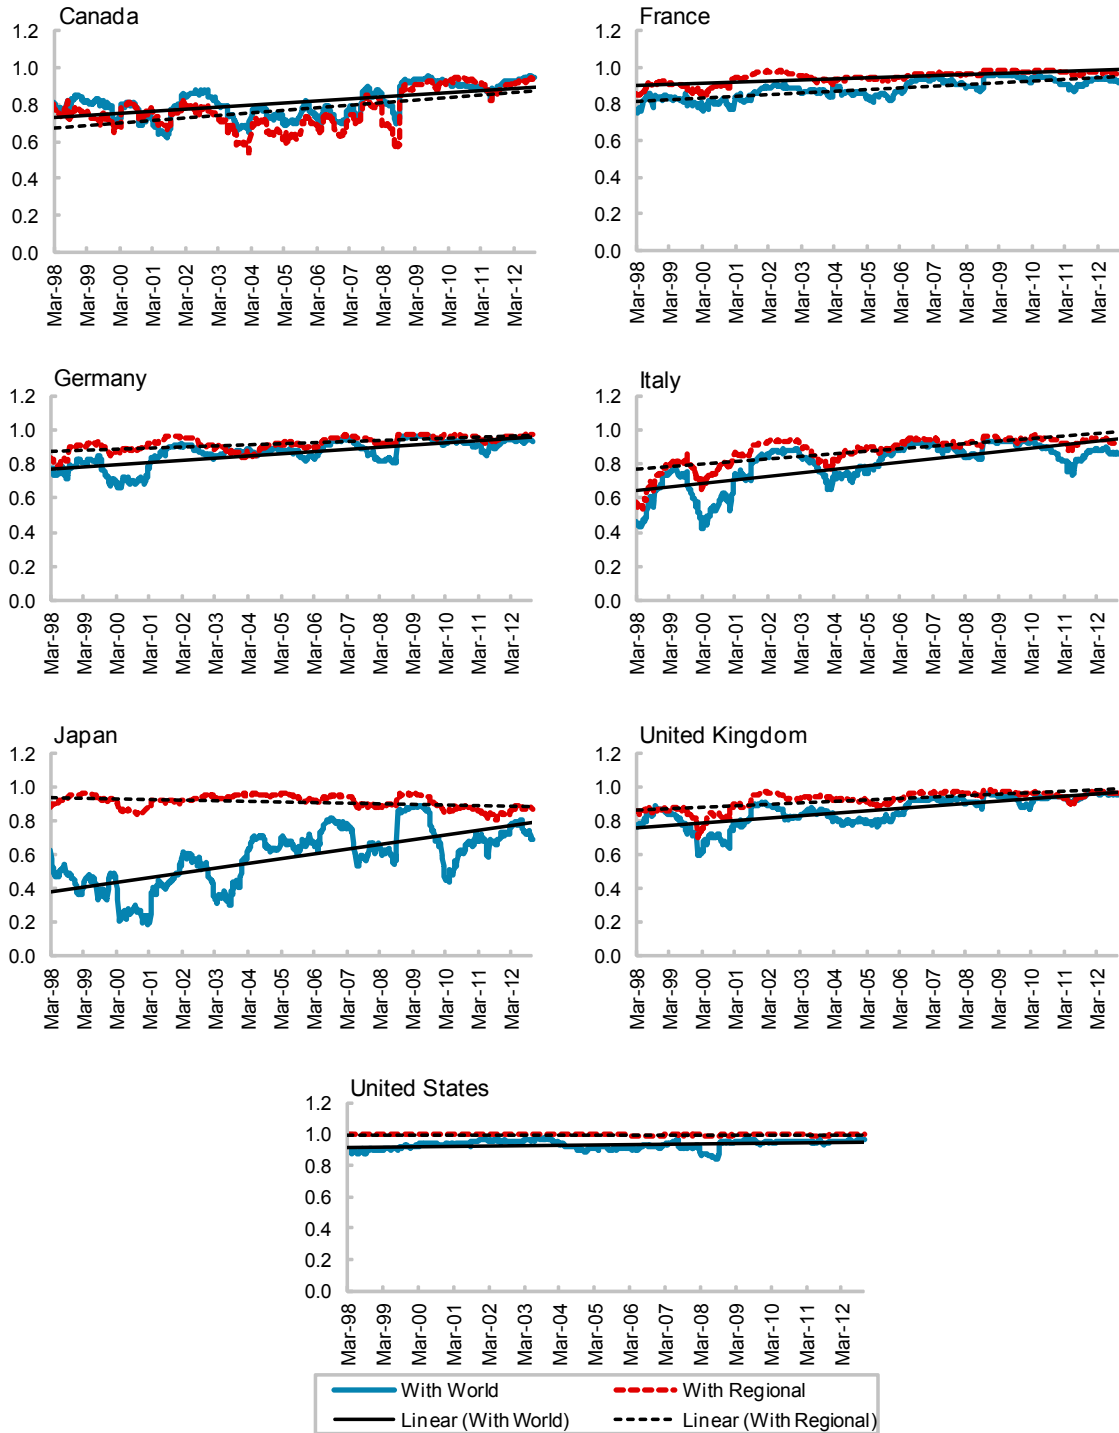 Canada
1.2
1.0
0.8
0.6
0.4
0.2
0.0
Mar-98
Mar-99
Mar-00
Mar-01
Mar-02
Mar-03
Mar-04
Mar-05
Mar-06
Mar-07
Mar-08
Mar-09
Mar-10
Mar-11
Mar-12
France
1.2
1.0
0.8
0.6
0.4
0.2
0.0
Mar-98
Mar-99
Mar-00
Mar-01
Mar-02
Mar-03
Mar-04
Mar-05
Mar-06
Mar-07
Mar-08
Mar-09
Mar-10
Mar-11
Mar-12
Germany
1.2
1.0
0.8
0.6
0.4
0.2
0.0
Mar-98
Mar-99
Mar-00
Mar-01
Mar-02
Mar-03
Mar-04
Mar-05
Mar-06
Mar-07
Mar-08
Mar-09
Mar-10
Mar-11
Mar-12
Italy
1.2
1.0
0.8
0.6
0.4
0.2
0.0
Mar-98
Mar-99
Mar-00
Mar-01
Mar-02
Mar-03
Mar-04
Mar-05
Mar-06
Mar-07
Mar-08
Mar-09
Mar-10
Mar-11
Mar-12
Japan
1.2
1.0
0.8
0.6
0.4
0.2
0.0
Mar-98
Mar-99
Mar-00
Mar-01
Mar-02
Mar-03
Mar-04
Mar-05
Mar-06
Mar-07
Mar-08
Mar-09
Mar-10
Mar-11
Mar-12
United Kingdom
1.2
1.0
0.8
0.6
0.4
0.2
0.0
Mar-98
Mar-99
Mar-00
Mar-01
Mar-02
Mar-03
Mar-04
Mar-05
Mar-06
Mar-07
Mar-08
Mar-09
Mar-10
Mar-11
Mar-12
United States
1.2
1.0
0.8
0.6
0.4
0.2
0.0
Mar-98
Mar-99
Mar-00
Mar-01
Mar-02
Mar-03
Mar-04
Mar-05
Mar-06
Mar-07
Mar-08
Mar-09
Mar-10
Mar-11
Mar-12
With World
With Regional
Linear (With World)
Linear (With Regional)